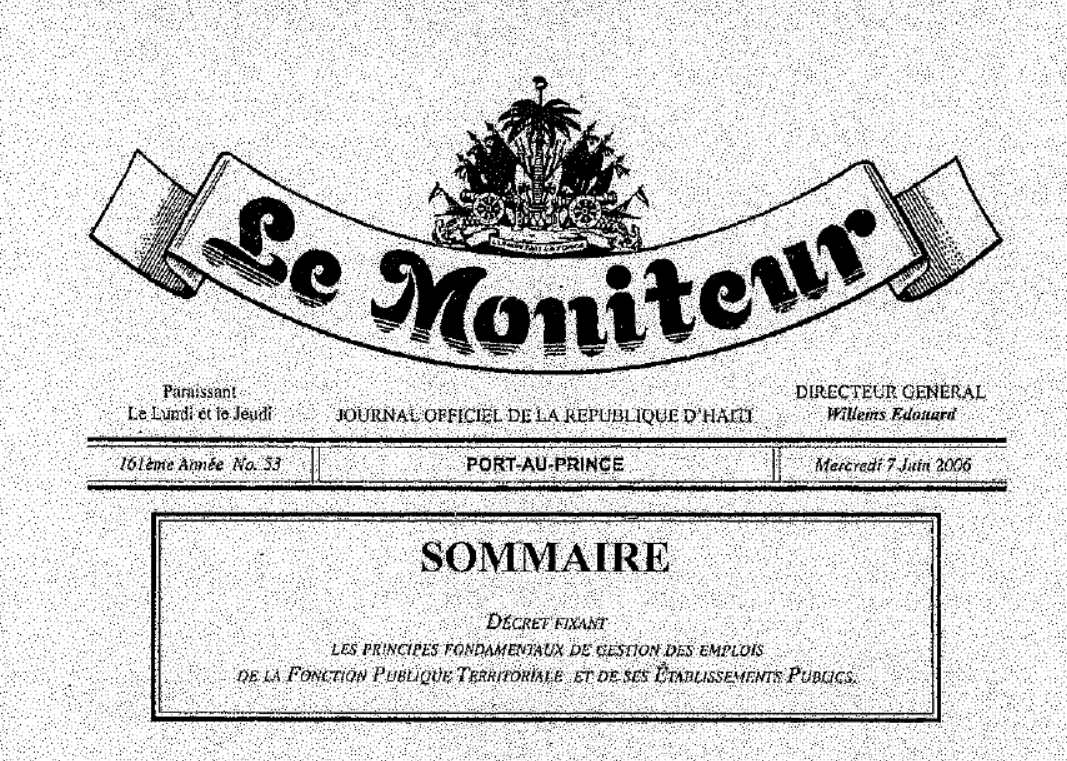 Le Moniteur
Paraissant
Le Lundi et le Jeudi
JOURNAL OFFICIEL DE LA REPUBLIQUE D'HAITI
DIRECTEUR GENERAL
Willems Edouard
161ème Année No. 53
PORT-AU-PRINCE
Mercredi 7 Juin 2006
SOMMAIRE
DÉCRET FIXANT
LES PRINCIPES FONDAMENTAUX DE GESTION DES EMPLOIS
DE LA FONCTION PUBLIQUE TERRITORIALE ET DE SES ÉTABLISSEMENTS PUBLICS.